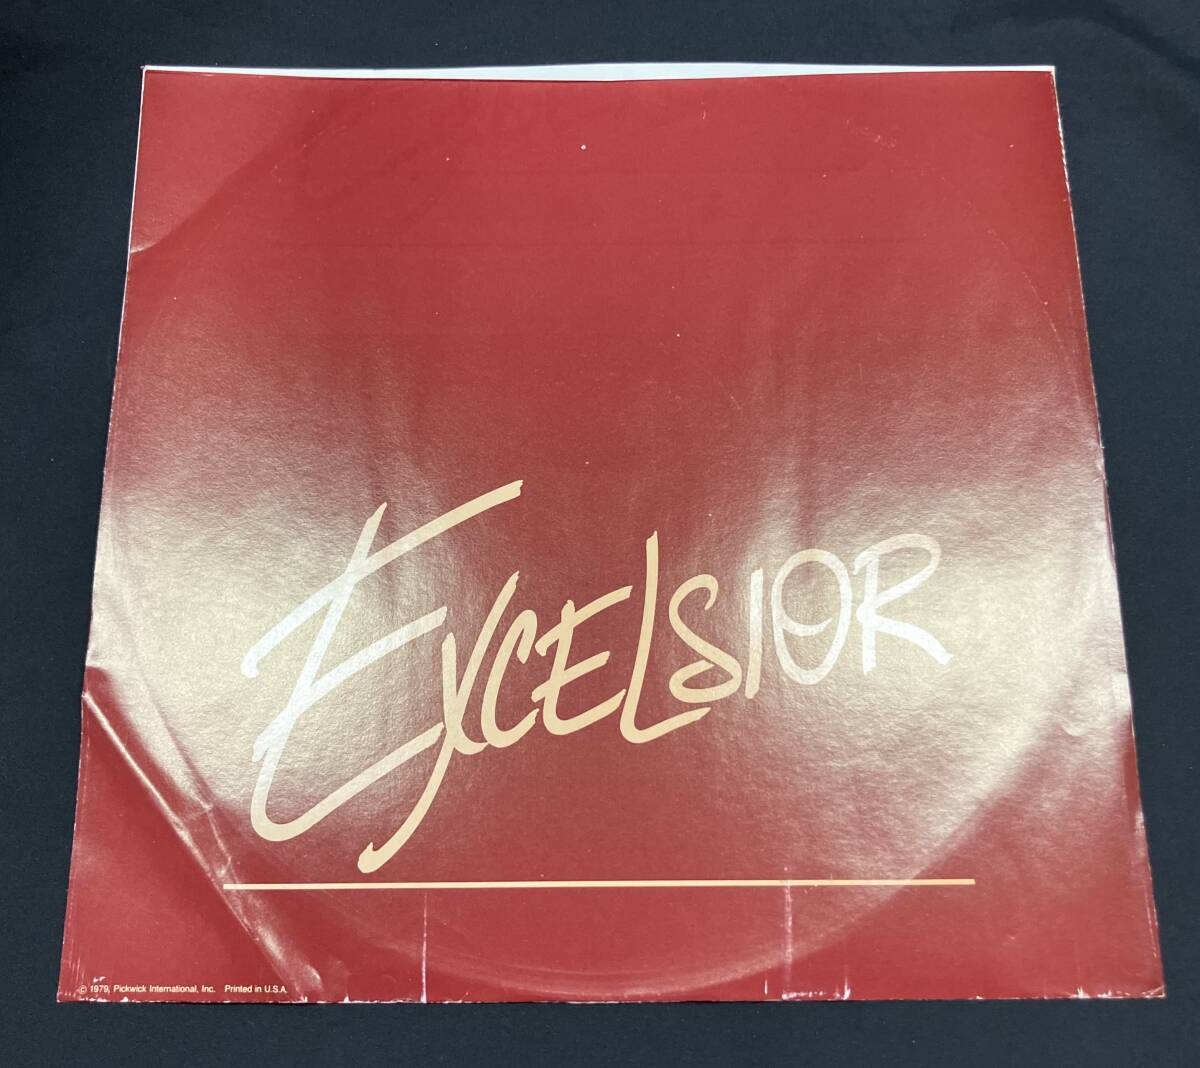 EXCELSIOR
© 1979, Pickwick International, Inc. Printed in U.S.A.